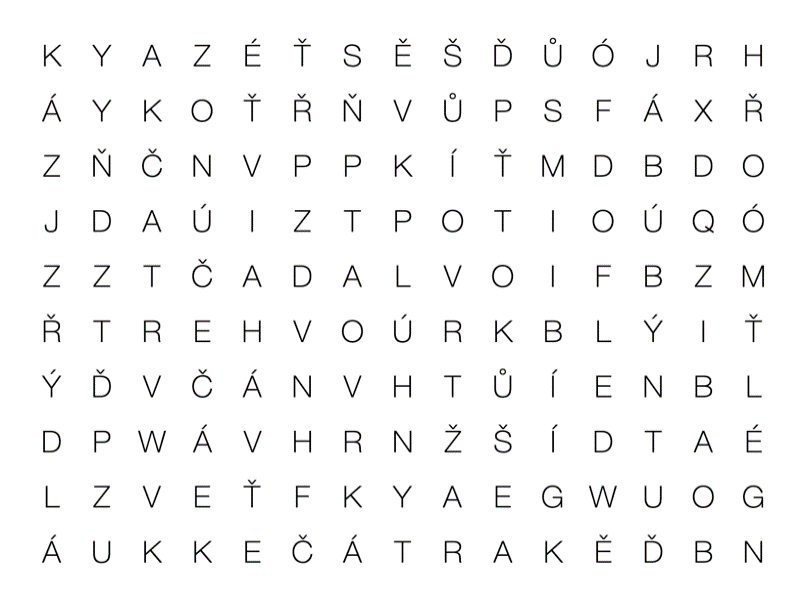 K Y A Z É Ť S Ě Š Ď Ů Ó J R H
Á Y K O Ť Ř Ň V Ů P S F Á X Ř
Z Ň Č N V P P K Í Ť M D B D O
J D A Ú I Z T P O T I O Ú Q Ó
Z Z T Č A D A L V O I F B Z M
Ř T R E H V O Ú R K B L Ý I Ť
Ý Ď V Č Á N V H T Ů Í E N B L
D P W Á V H R N Ž Š Í D T A É
L Z V E Ť F K Y A E G W U O G
Á U K K E Č Á T R A K Ě Ď B N